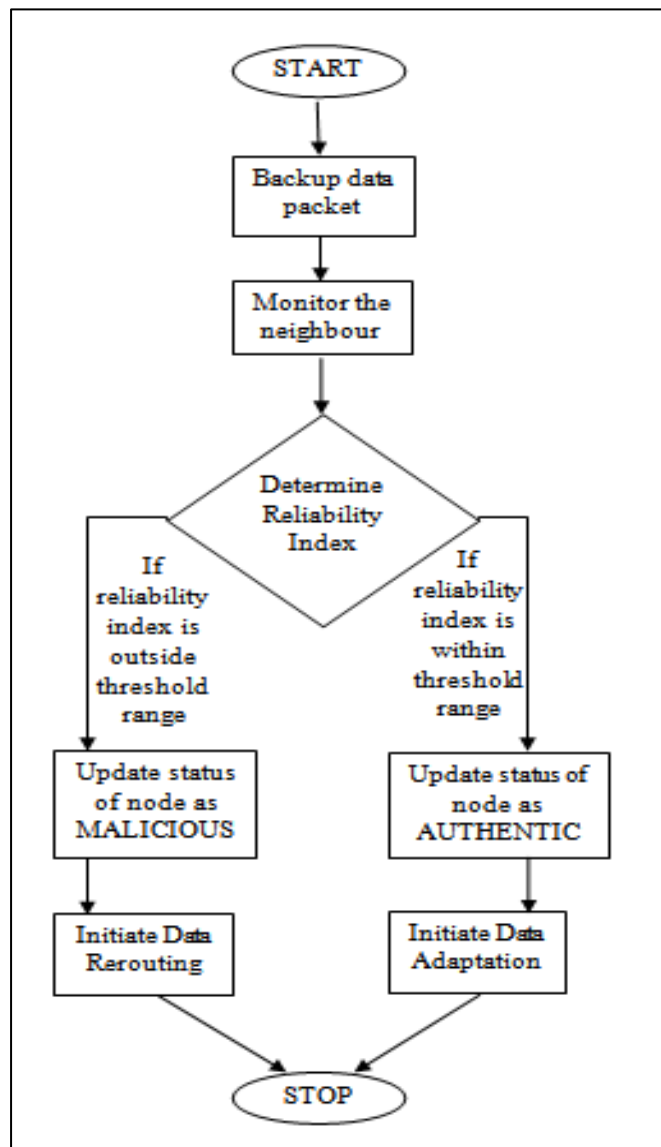 START
Backup data
packet
Monitor the
neighbour
Determine
Reliability
Index
If
reliability
index is
outside
threshold
range
If
reliability
index is
within
threshold
range
Update status
of node as
MALICIOUS
Update status of
node as
AUTHENTIC
Initiate Data
Rerouting
Initiate Data
Adaptation
STOP